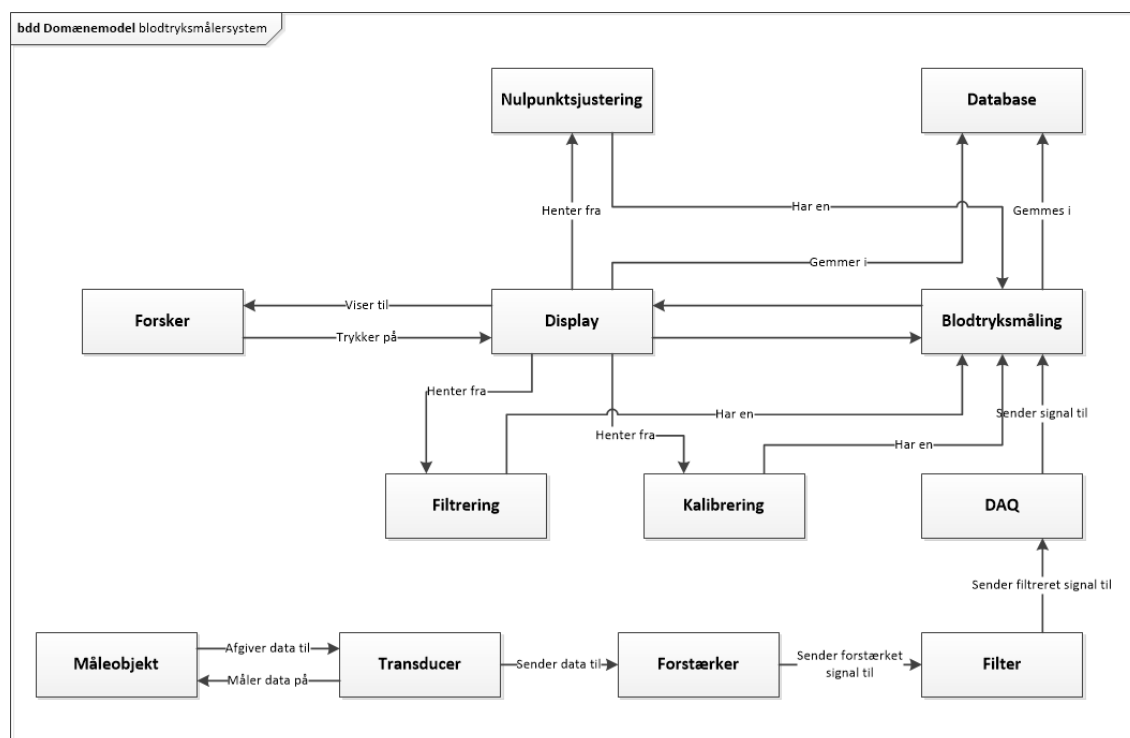 bdd Domænemodel blodtryksmålersystem
Nulpunktsjustering
Database
Har en
Henter fra
Gemmes i
Gemmer i
Forsker
Viser til
Trykker på
Display
Blodtryksmåling
Henter fra
Har en
Sender signal til
Henter fra
Har en
Filtrering
Kalibrering
DAQ
Sender filtreret signal til
Måleobjekt
Afgiver data til
Måler data på
Transducer
Sender data til
Forstærker
Sender forstærket
signal til
Filter